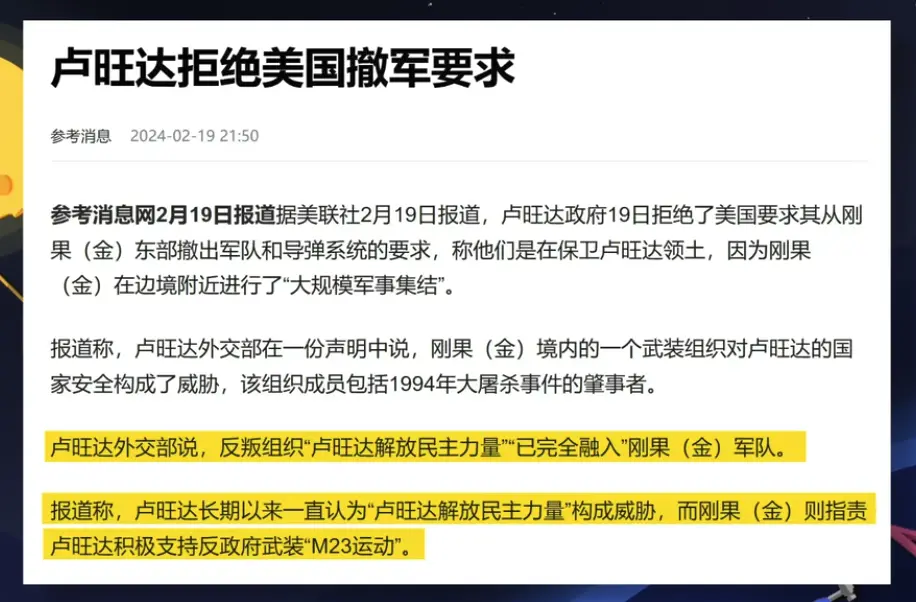 卢旺达拒绝美国撤军要求
参考消息 2024-02-19 21:50
参考消息网2月19日报道据美联社2月19日报道，卢旺达政府19日拒绝了美国要求其从刚
果（金）东部撤出军队和导弹系统的要求，称他们是在保卫卢旺达领土，因为刚果
（金）在边境附近进行了“大规模军事集结”。
报道称，卢旺达外交部在一份声明中说，刚果（金）境内的一个武装组织对卢旺达的国
家安全构成了威胁，该组织成员包括1994年大屠杀事件的肇事者。
卢旺达外交部说，反叛组织“卢旺达解放民主力量”“已完全融入”刚果（金）军队。
报道称，卢旺达长期以来一直认为“卢旺达解放民主力量”构成威胁，而刚果（金）则指责
卢旺达积极支持反政府武装“M23运动”。